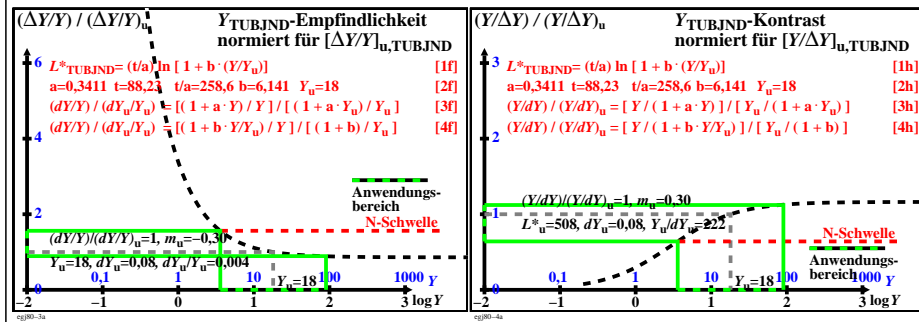 (ΔY/Y) / (ΔY/Y)u
YTUBJND-Empfindlichkeit
normiert für [ΔY/Y]u,TUBJND
6
L*TUBJND= (t/a) ln [ 1 + b·(Y/Yu)] [1f]
a=0,3411 t=88,23 t/a=258,6 b=6,141 Yu=18 [2f]
(dY/Y) / (dYu/Yu) = [( 1 + a·Y) / Y ] / [ ( 1 + a·Yu) / Yu ] [3f]
(dY/Y) / (dYu/Yu) = [( 1 + b·Y/Yu) / Y ] / [ ( 1 + b) / Yu ] [4f]
4
Anwendungs-
bereich
2
N-Schwelle
(dY/Y)/(dY/Y)u=1, mu=−0,30
Yu=18, dYu=0,08, dYu/Yu=0,004
0,1 1 10 100 1000 Y
0
Yu=18
−2 −1 0 1 2 3 log Y
egj80−3a
(Y/ΔY) / (Y/ΔY)u
YTUBJND-Kontrast
normiert für [Y/ΔY]u,TUBJND
3
L*TUBJND= (t/a) ln [ 1 + b·(Y/Yu)] [1h]
a=0,3411 t=88,23 t/a=258,6 b=6,141 Yu=18 [2h]
(Y/dY) / (Y/dY)u = [ Y / ( 1 + a·Y) ] / [ Yu / ( 1 + a·Yu) ] [3h]
(Y/dY) / (Y/dY)u = [ Y / ( 1 + b·Y/Yu) ] / [ Yu / ( 1 + b) ] [4h]
2
(Y/dY)/(Y/dY)u=1, mu=0,30
1
L*u=508, dYu=0,08, Yu/dYu=222
N-Schwelle
Anwendungs-
bereich
0,1 1 10 100 1000 Y
0
Yu=18
−2 −1 0 1 2 3 log Y
egj80−4a